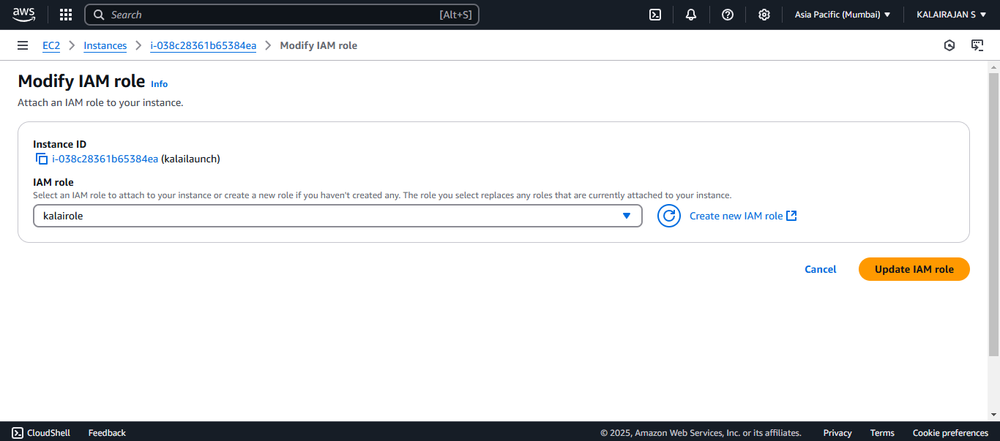 aws Search [Alt+S] Asia Pacific (Mumbai) KALAIRAJAN S
EC2 Instances i-038c28361b65384ea Modify IAM role
Modify IAM role Info
Attach an IAM role to your instance.
Instance ID
i-038c28361b65384ea (kalailaunch)
IAM role
Select an IAM role to attach to your instance or create a new role if you haven't created any. The role you select replaces any roles that are currently attached to your instance.
kalairole Create new IAM role
Cancel Update IAM role
CloudShell Feedback © 2025, Amazon Web Services, Inc. or its affiliates. Privacy Terms Cookie preferences